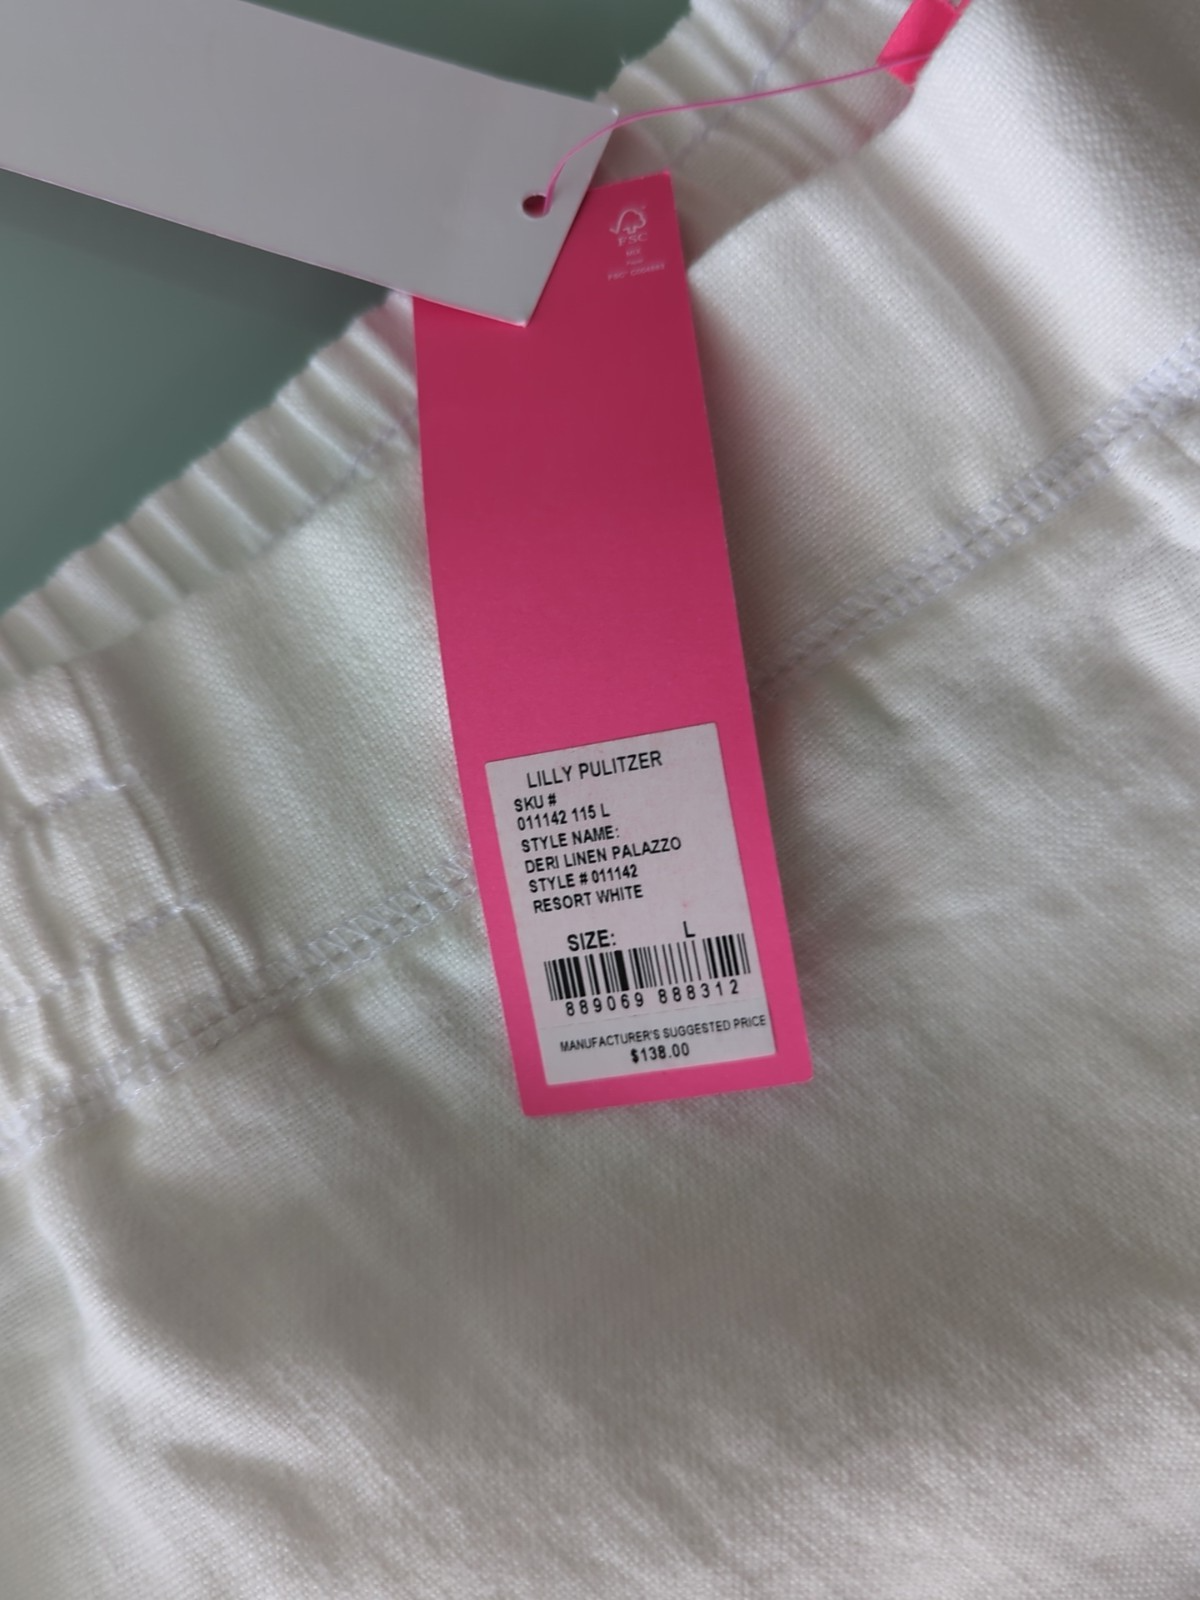 FSC
MIX
LILLY PULITZER
SKU #
011142 115 L
STYLE NAME:
DERI LINEN PALAZZO
STYLE # 011142
RESORT WHITE
SIZE: L
889069 888312
MANUFACTURER'S SUGGESTED PRICE
$138.00